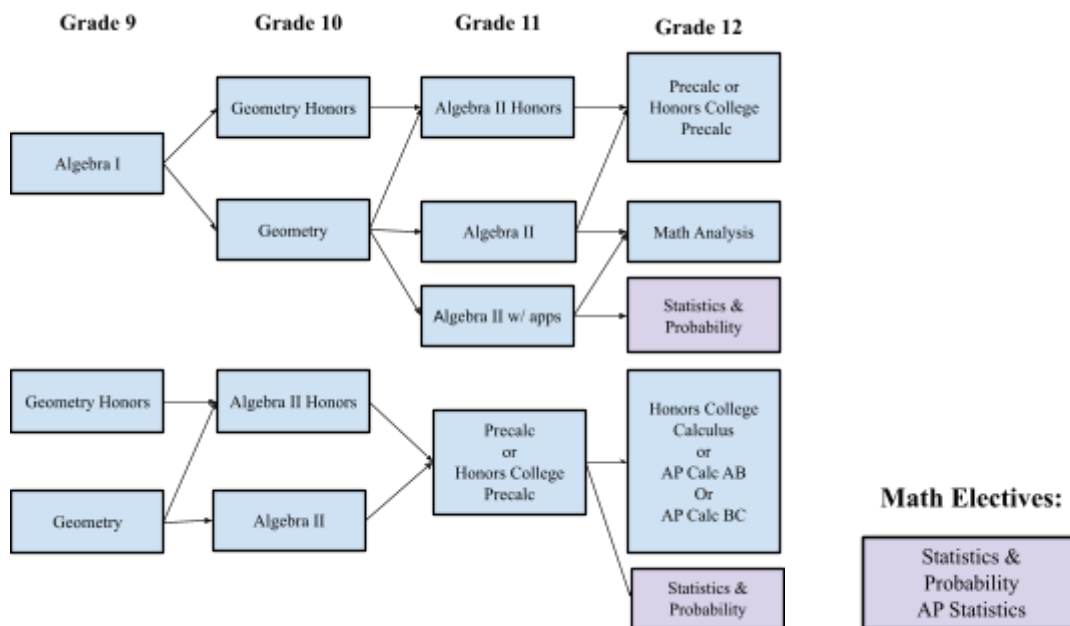 Grade 9
Grade 10
Grade 11
Grade 12
Geometry Honors
Algebra II Honors
Precalc or
Honors College
Precalc
Algebra I
Geometry
Algebra II
Math Analysis
Algebra II w/ apps
Statistics &
Probability
Geometry Honors
Algebra II Honors
Precalc
or
Honors College
Precalc
Honors College
Calculus
or
AP Calc AB
Or
AP Calc BC
Geometry
Algebra II
Statistics &
Probability
Math Electives:
Statistics &
Probability
AP Statistics